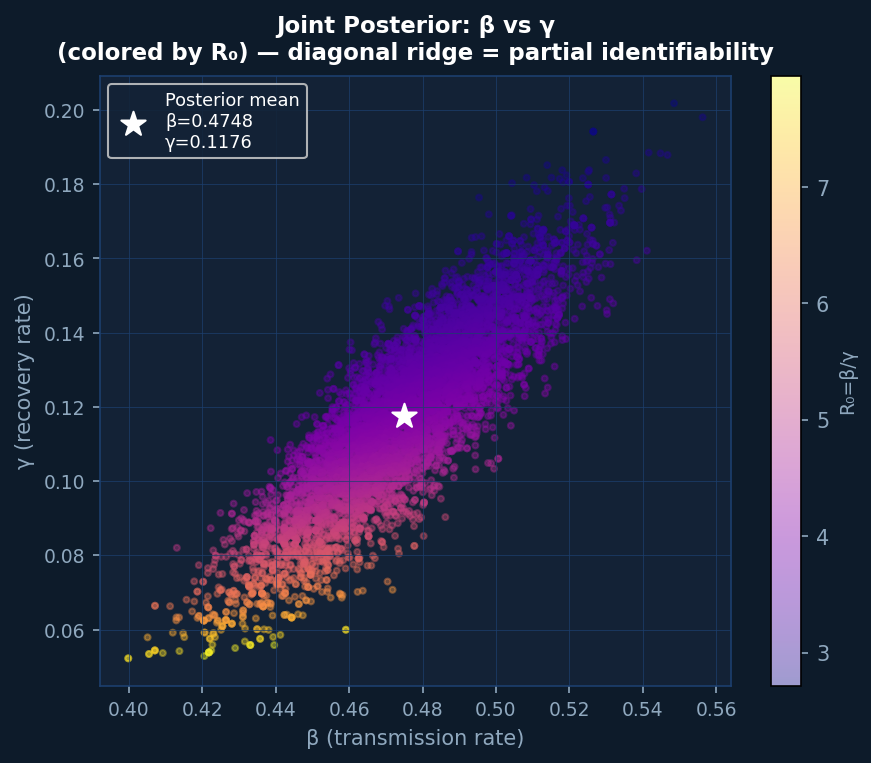 Joint Posterior: β vs γ
(colored by R₀) — diagonal ridge = partial identifiability
Posterior mean
β=0.4748
γ=0.1176
0.20
0.18
0.16
0.14
0.12
0.10
0.08
0.06
γ (recovery rate)
0.40 0.42 0.44 0.46 0.48 0.50 0.52 0.54 0.56
β (transmission rate)
7
6
5
4
3
R₀=β/γ